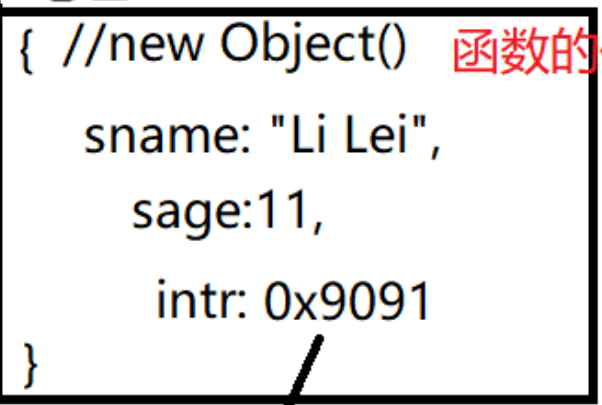 { //new Object() 函数的
sname: "Li Lei",
sage:11,
intr: 0x9091
}